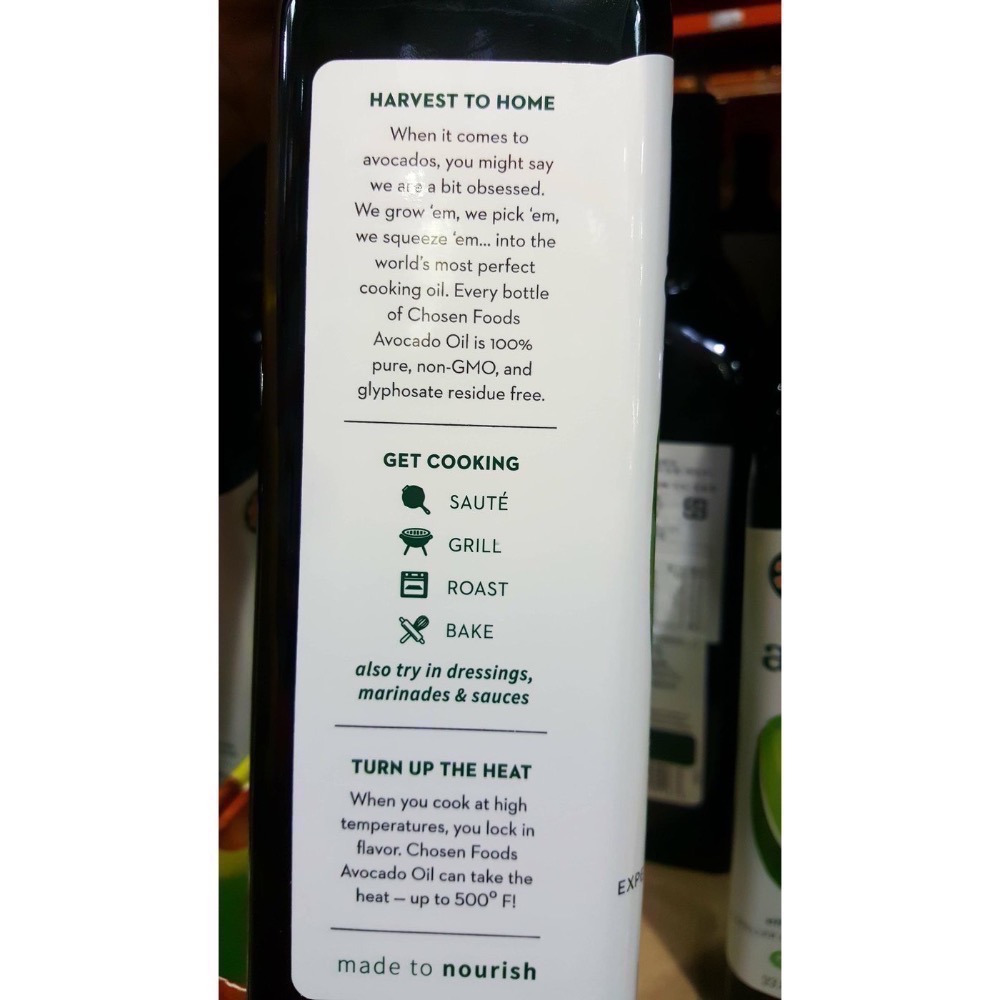 HARVEST TO HOME
When it comes to
avocados, you might say
we are a bit obsessed.
We grow ‘em, we pick ‘em,
we squeeze ‘em... into the
world’s most perfect
cooking oil. Every bottle
of Chosen Foods
Avocado Oil is 100%
pure, non-GMO, and
glyphosate residue free.
GET COOKING
SAUTÉ
GRILL
ROAST
BAKE
also try in dressings,
marinades & sauces
TURN UP THE HEAT
When you cook at high
temperatures, you lock in
flavor. Chosen Foods
Avocado Oil can take the
heat – up to 500º F!
made to nourish